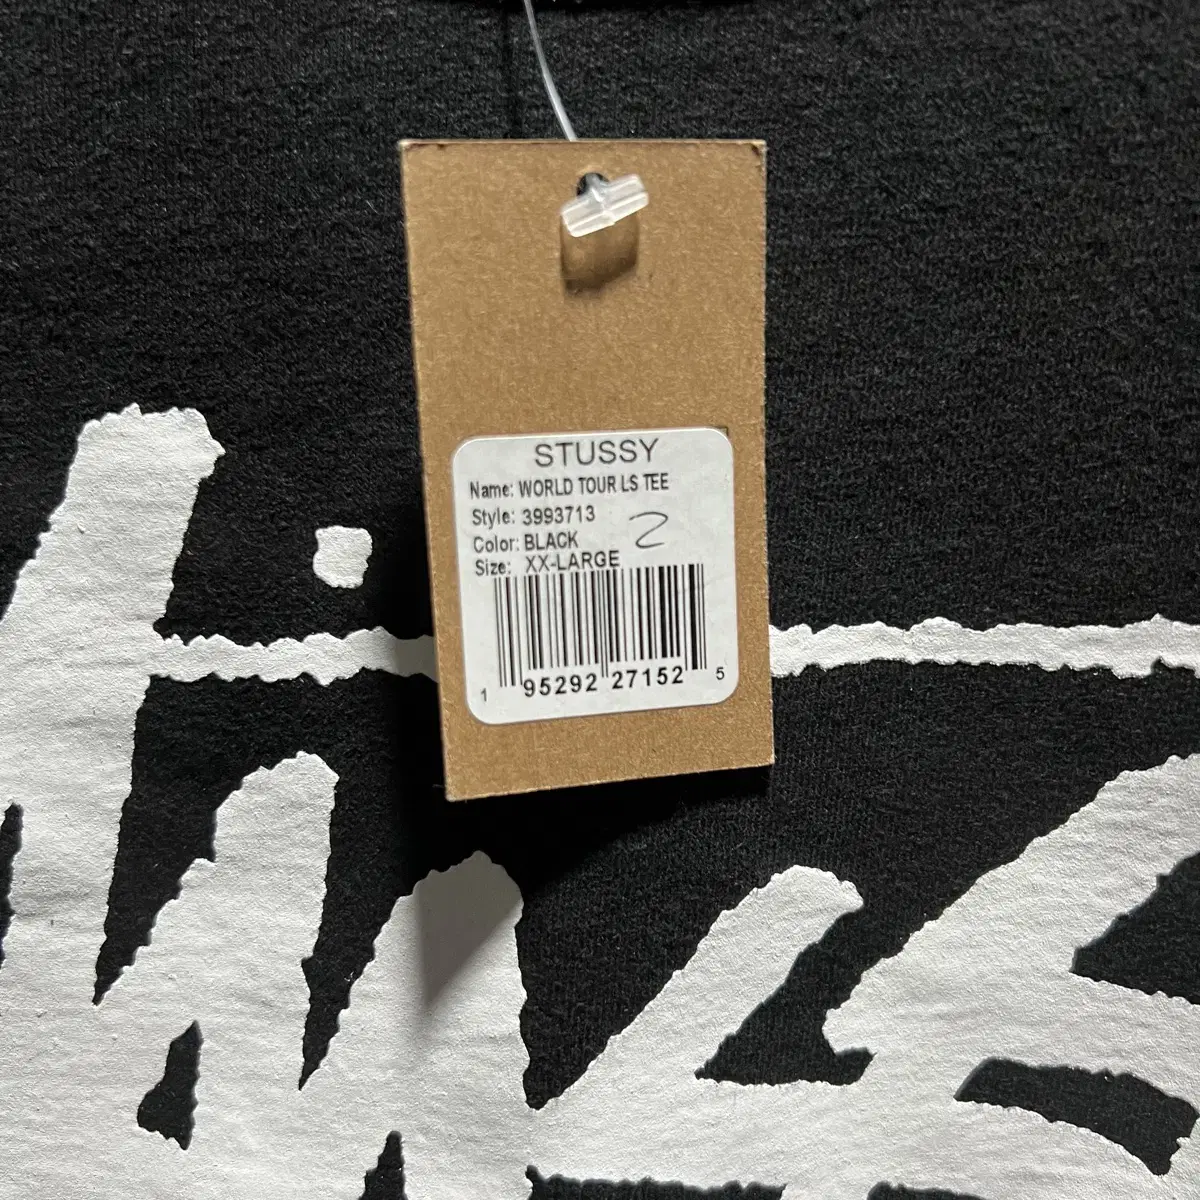 STUSSY
Name: WORLD TOUR LS TEE
Style: 3993713
Color: BLACK
2
Size: XX-LARGE
1 95292 27152 5